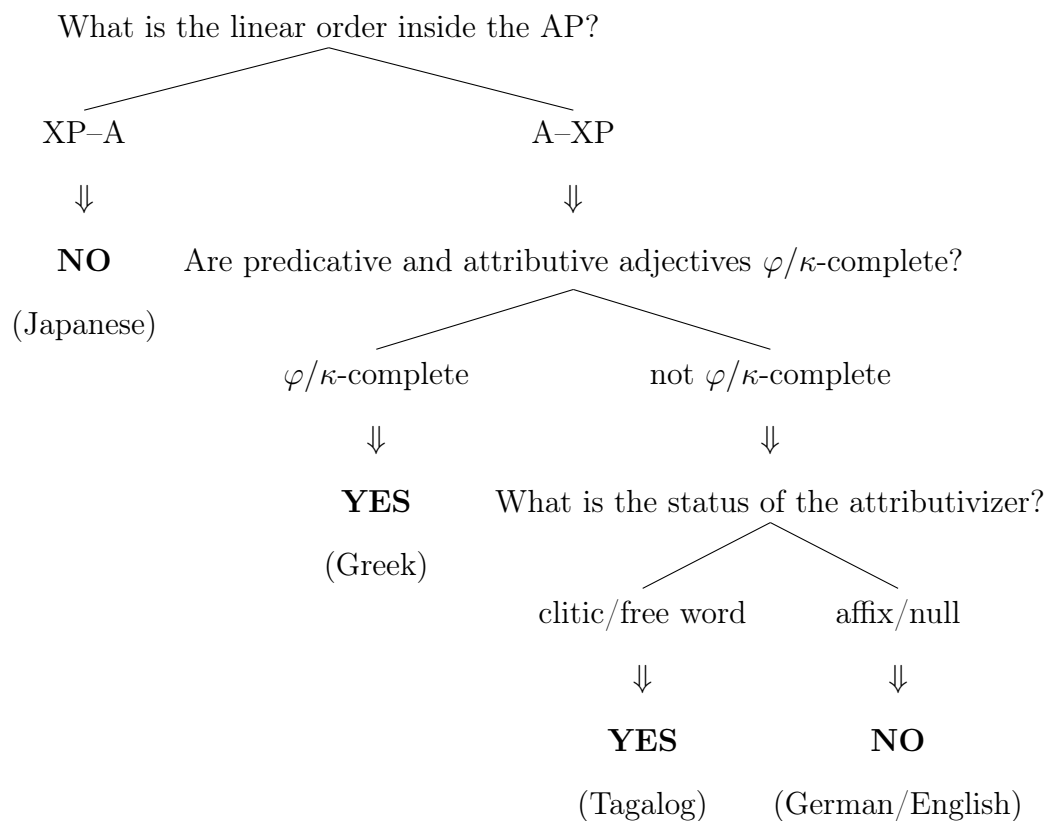 What is the linear order inside the AP?
XP–A A–XP
⇓ ⇓
NO Are predicative and attributive adjectives φ/κ-complete?
(Japanese)
φ/κ-complete not φ/κ-complete
⇓ ⇓
YES What is the status of the attributivizer?
(Greek)
clitic/free word affix/null
⇓ ⇓
YES NO
(Tagalog) (German/English)